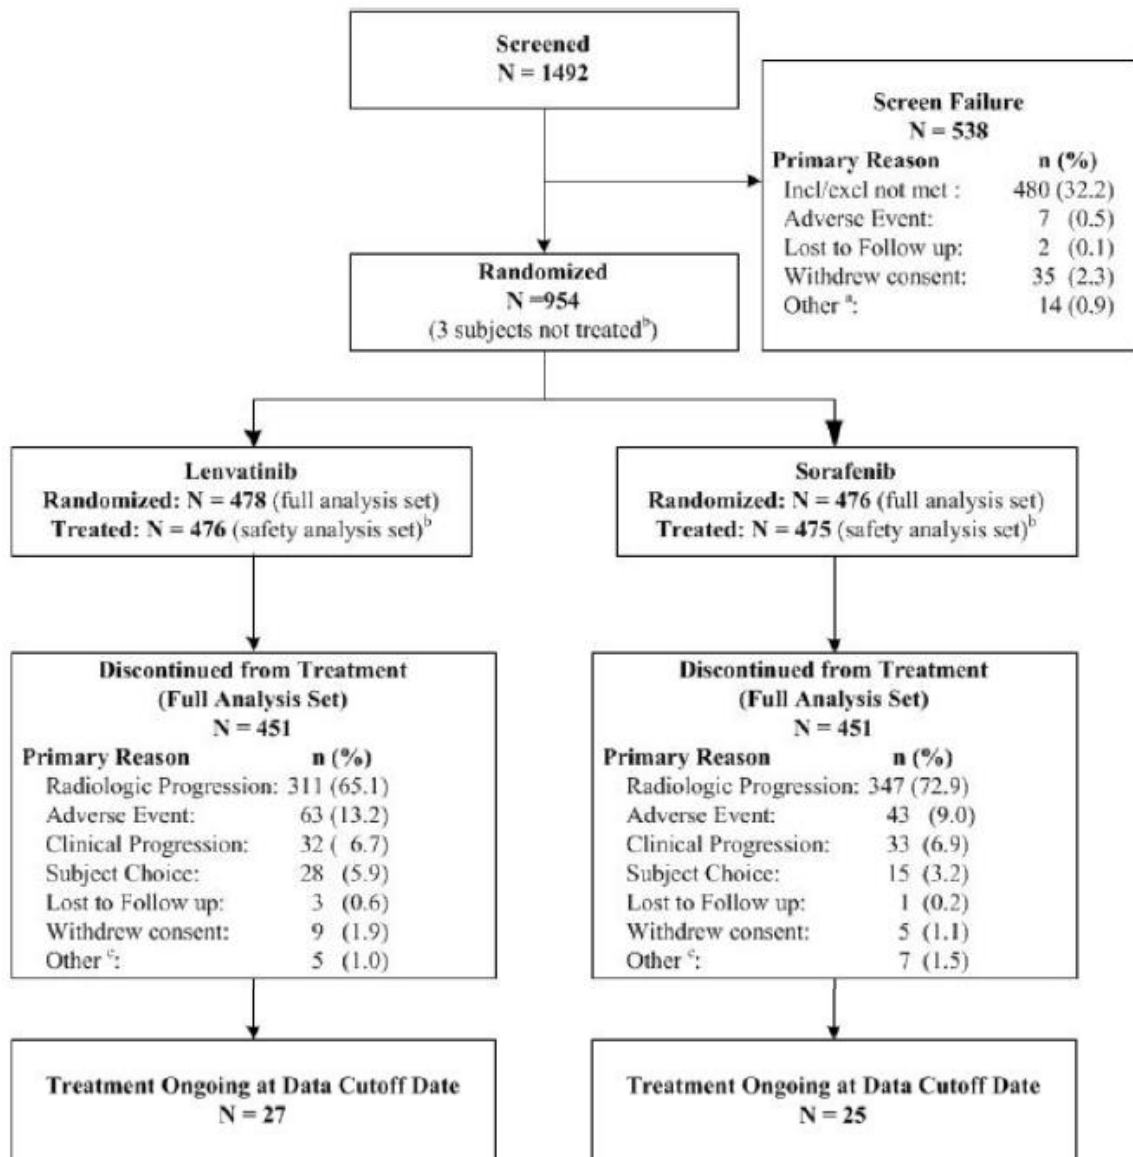 Screened
N = 1492
Screen Failure
N = 538
Primary Reason n (%)
Incl/excl not met : 480 (32.2)
Adverse Event: 7 (0.5)
Lost to Follow up: 2 (0.1)
Withdrew consent: 35 (2.3)
Other a: 14 (0.9)
Randomized
N =954
(3 subjects not treatedb)
Lenvatinib
Randomized: N = 478 (full analysis set)
Treated: N = 476 (safety analysis set)b
Sorafenib
Randomized: N = 476 (full analysis set)
Treated: N = 475 (safety analysis set)b
Discontinued from Treatment
(Full Analysis Set)
N = 451
Primary Reason n (%)
Radiologic Progression: 311 (65.1)
Adverse Event: 63 (13.2)
Clinical Progression: 32 ( 6.7)
Subject Choice: 28 (5.9)
Lost to Follow up: 3 (0.6)
Withdrew consent: 9 (1.9)
Other c: 5 (1.0)
Discontinued from Treatment
(Full Analysis Set)
N = 451
Primary Reason n (%)
Radiologic Progression: 347 (72.9)
Adverse Event: 43 (9.0)
Clinical Progression: 33 (6.9)
Subject Choice: 15 (3.2)
Lost to Follow up: 1 (0.2)
Withdrew consent: 5 (1.1)
Other c: 7 (1.5)
Treatment Ongoing at Data Cutoff Date
N = 27
Treatment Ongoing at Data Cutoff Date
N = 25